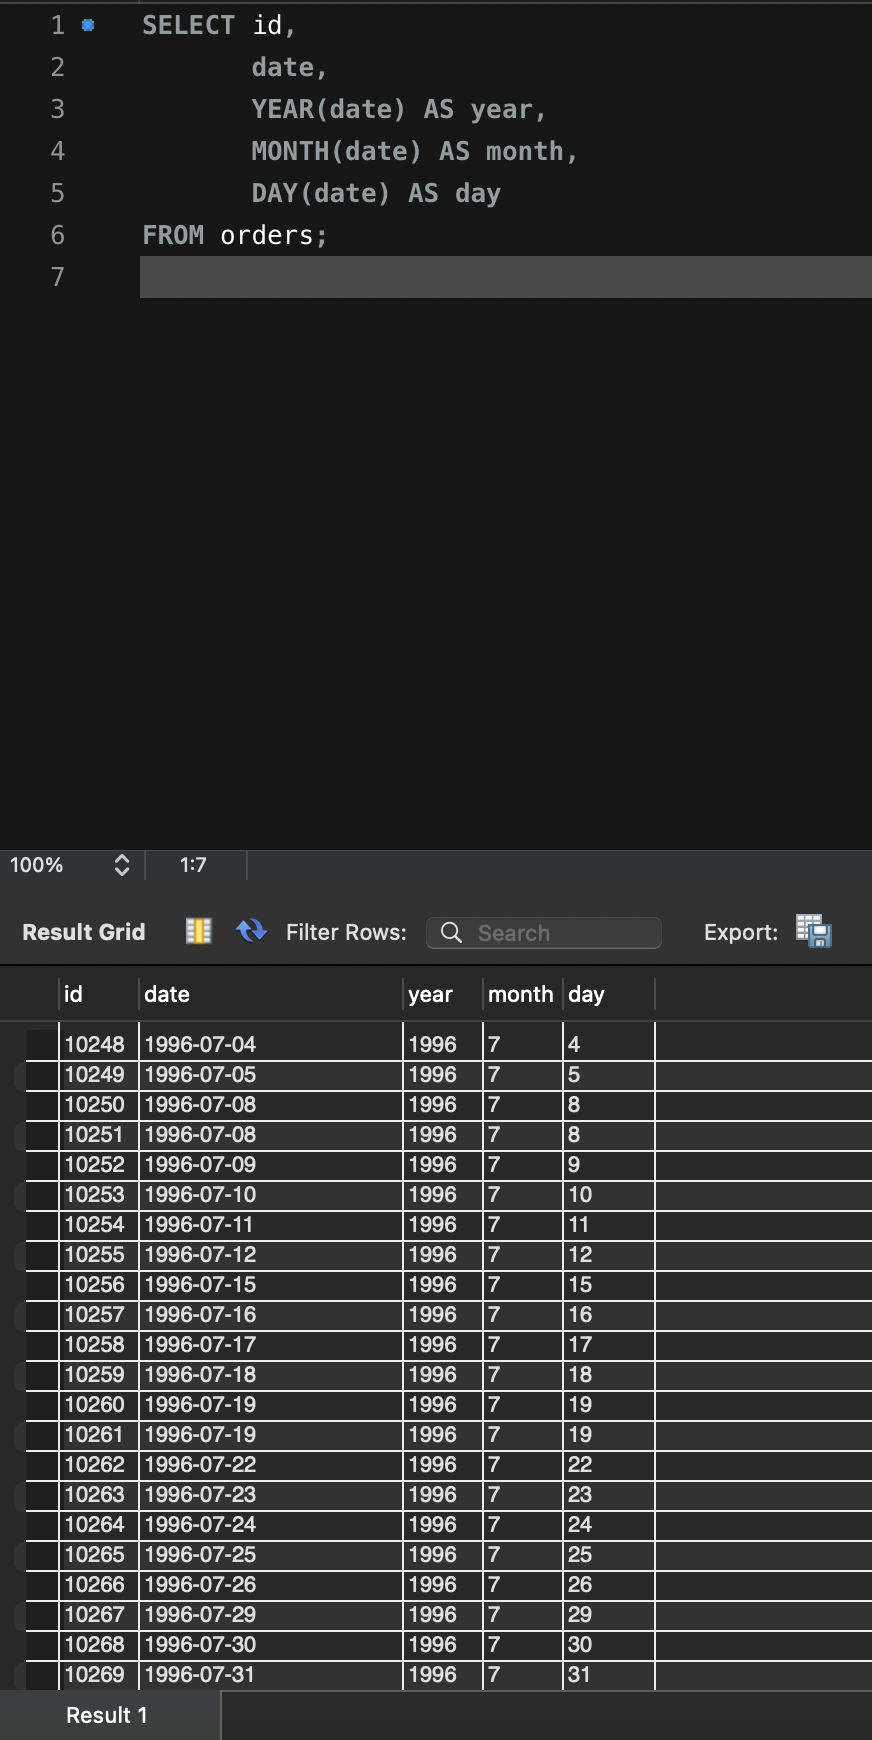 1 SELECT id,
2 date,
3 YEAR(date) AS year,
4 MONTH(date) AS month,
5 DAY(date) AS day
6 FROM orders;
7
100% 1:7
Result Grid Filter Rows: Search Export:
id date year month day
10248 1996-07-04 1996 7 4
10249 1996-07-05 1996 7 5
10250 1996-07-08 1996 7 8
10251 1996-07-08 1996 7 8
10252 1996-07-09 1996 7 9
10253 1996-07-10 1996 7 10
10254 1996-07-11 1996 7 11
10255 1996-07-12 1996 7 12
10256 1996-07-15 1996 7 15
10257 1996-07-16 1996 7 16
10258 1996-07-17 1996 7 17
10259 1996-07-18 1996 7 18
10260 1996-07-19 1996 7 19
10261 1996-07-19 1996 7 19
10262 1996-07-22 1996 7 22
10263 1996-07-23 1996 7 23
10264 1996-07-24 1996 7 24
10265 1996-07-25 1996 7 25
10266 1996-07-26 1996 7 26
10267 1996-07-29 1996 7 29
10268 1996-07-30 1996 7 30
10269 1996-07-31 1996 7 31
Result 1